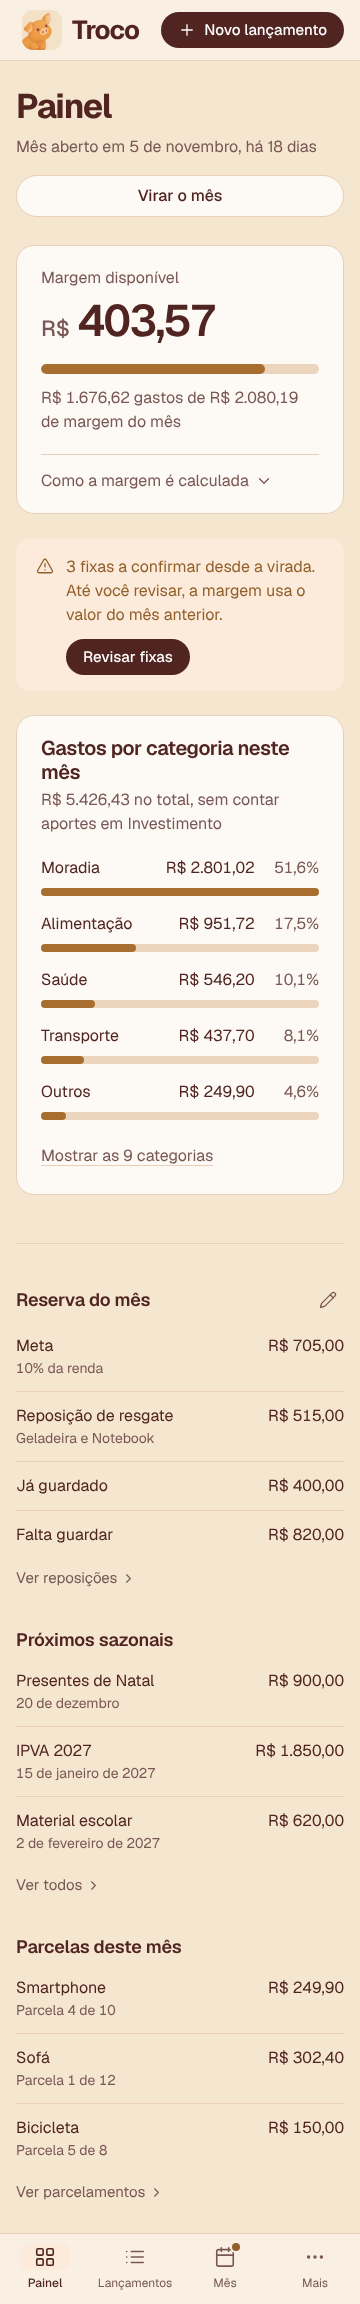 Troco
Novo lançamento
Painel
Mês aberto em 5 de novembro, há 18 dias
Virar o mês
Margem disponível
R$ 403,57
R$ 1.676,62 gastos de R$ 2.080,19
de margem do mês
Como a margem é calculada
3 fixas a confirmar desde a virada.
Até você revisar, a margem usa o
valor do mês anterior.
Revisar fixas
Gastos por categoria neste
mês
R$ 5.426,43 no total, sem contar
aportes em Investimento
Moradia R$ 2.801,02 51,6%
Alimentação R$ 951,72 17,5%
Saúde R$ 546,20 10,1%
Transporte R$ 437,70 8,1%
Outros R$ 249,90 4,6%
Mostrar as 9 categorias
Reserva do mês
Meta R$ 705,00
10% da renda
Reposição de resgate R$ 515,00
Geladeira e Notebook
Já guardado R$ 400,00
Falta guardar R$ 820,00
Ver reposições
Próximos sazonais
Presentes de Natal R$ 900,00
20 de dezembro
IPVA 2027 R$ 1.850,00
15 de janeiro de 2027
Material escolar R$ 620,00
2 de fevereiro de 2027
Ver todos
Parcelas deste mês
Smartphone R$ 249,90
Parcela 4 de 10
Sofá R$ 302,40
Parcela 1 de 12
Bicicleta R$ 150,00
Parcela 5 de 8
Ver parcelamentos
Painel Lançamentos Mês Mais